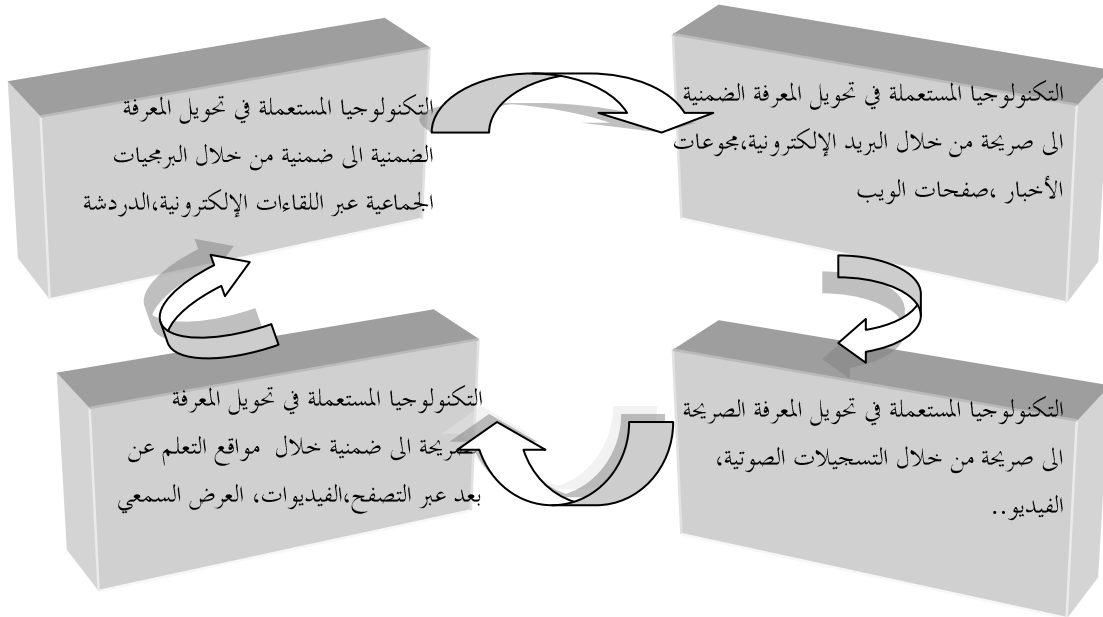 التكنولوجيا المستعملة في تحويل المعرفة الضمنية
الى صريحة من خلال البريد الإلكترونية،مجوعات
الأخبار ،صفحات الويب
التكنولوجيا المستعملة في تحويل المعرفة
الضمنية الى ضمنية من خلال البرمجيات
الجماعية عبر اللقاءات الإلكترونية،الدردشة
التكنولوجيا المستعملة في تحويل المعرفة الصريحة
الى صريحة من خلال التسجيلات الصوتية،
الفيديو..
التكنولوجيا المستعملة في تحويل المعرفة
صريحة الى ضمنية خلال مواقع التعلم عن
بعد عبر التصفح،الفيديوات، العرض السمعي